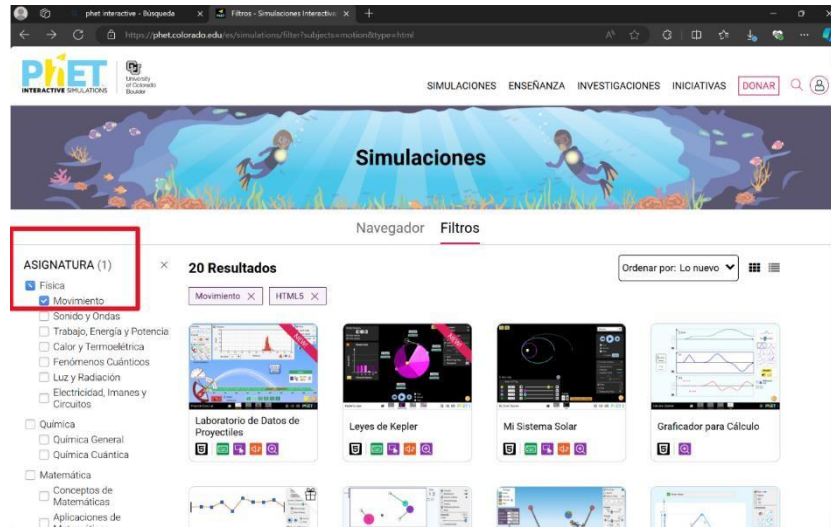 phet interactive - Búsqueda
Filtros - Simulaciones Interactiva
https://phet.colorado.edu/es/simulations/filter?subjects=motion&type=html
PhET
INTERACTIVE SIMULATIONS
University
of Colorado
Boulder
SIMULACIONES ENSEÑANZA INVESTIGACIONES INICIATIVAS DONAR
Simulaciones
Navegador Filtros
ASIGNATURA (1)
Física
Movimiento
Sonido y Ondas
Trabajo, Energía y Potencia
Calor y Termoelétrica
Fenómenos Cuánticos
Luz y Radiación
Electricidad, Imanes y
Circuitos
Química
Química General
Química Cuántica
Matemática
Conceptos de
Matemáticas
Aplicaciones de
20 Resultados
Ordenar por: Lo nuevo
Movimiento
HTML5
NEW!
NEW!
Laboratorio de Datos de
Proyectiles
Leyes de Kepler
Mi Sistema Solar
Graficador para Cálculo